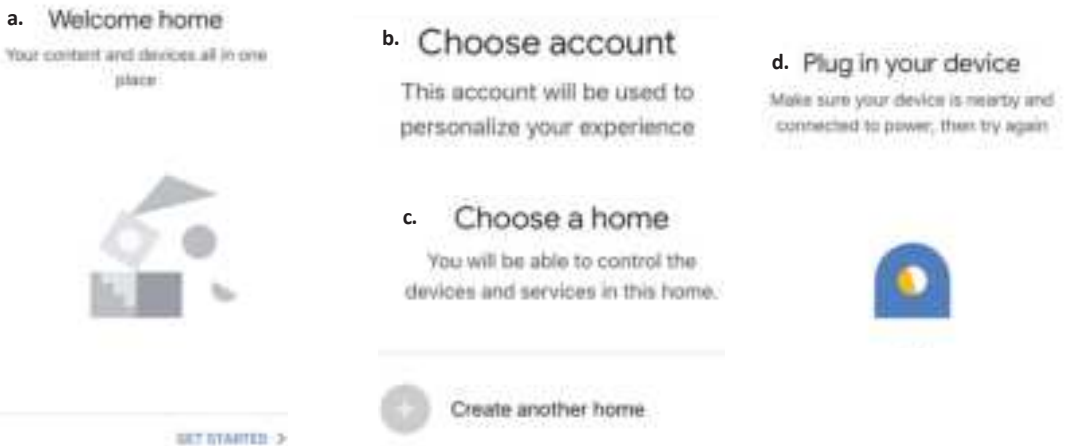 a. Welcome home
Your content and devices all in one
place
GET STARTED >
b. Choose account
This account will be used to
personalize your experience
c. Choose a home
You will be able to control the
devices and services in this home.
Create another home
d. Plug in your device
Make sure your device is nearby and
connected to power, then try again